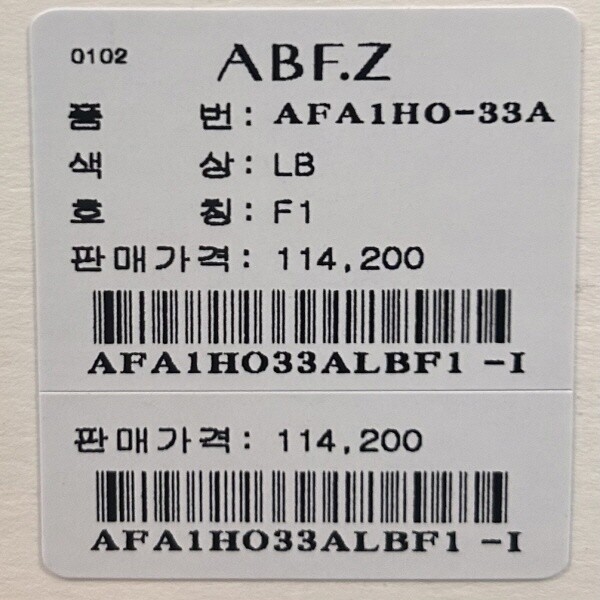 0102 ABF.Z
품 번: AFA1HO-33A
색 상: LB
호 칭: F1
판매가격: 114,200
AFA1HO33ALBF1 -I
판매가격: 114,200
AFA1HO33ALBF1 -I